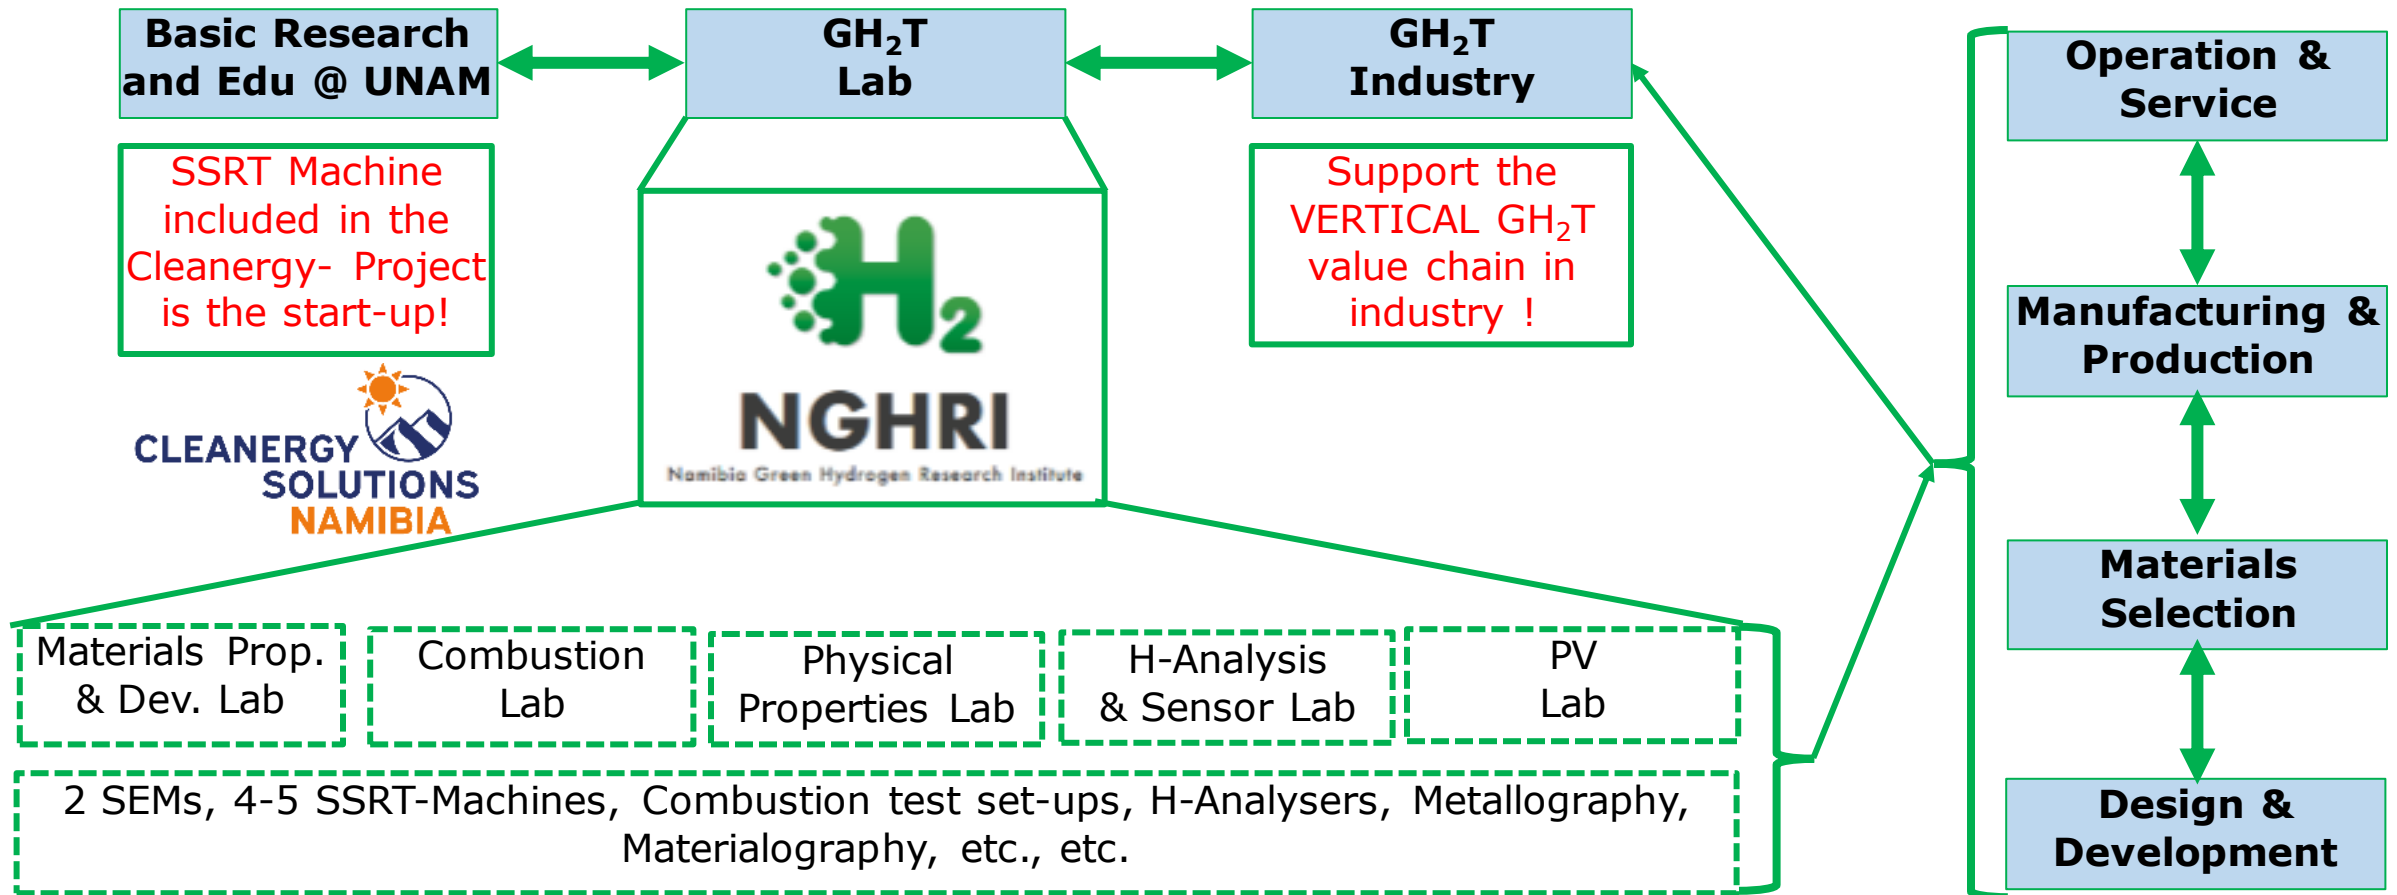 Basic Research
and Edu @ UNAM
GH₂T
Lab
GH₂T
Industry
Operation &
Service
SSRT Machine
included in the
Cleanergy- Project
is the start-up!
Support the
VERTICAL GH₂T
value chain in
industry !
H2
NGHRI
Namibia Green Hydrogen Research Institute
CLEANERGY
SOLUTIONS
NAMIBIA
Manufacturing &
Production
Materials
Selection
Design &
Development
Materials Prop.
& Dev. Lab
Combustion
Lab
Physical
Properties Lab
H-Analysis
& Sensor Lab
PV
Lab
2 SEMs, 4-5 SSRT-Machines, Combustion test set-ups, H-Analysers, Metallography,
Materialography, etc., etc.